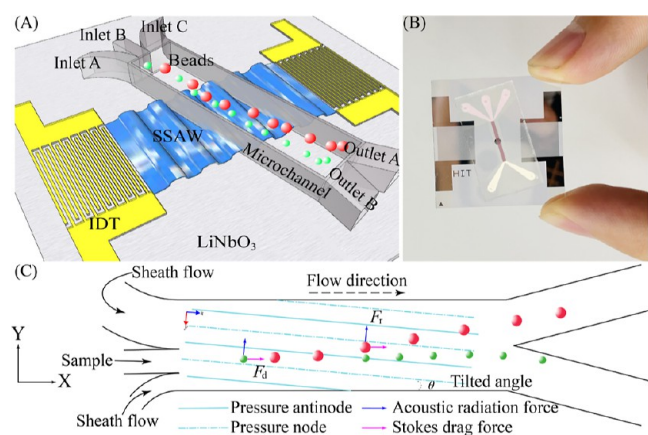 (A)
Inlet C
Inlet B
Inlet A
Beads
SSAW
Microchannel
Outlet A
Outlet B
IDT
LiNbO₃
(B)
HIT
(C)
Sheath flow
Flow direction
Fᵣ
Y
Sample
X
F_d
θ
Tilted angle
Sheath flow
Pressure antinode
Acoustic radiation force
Pressure node
Stokes drag force